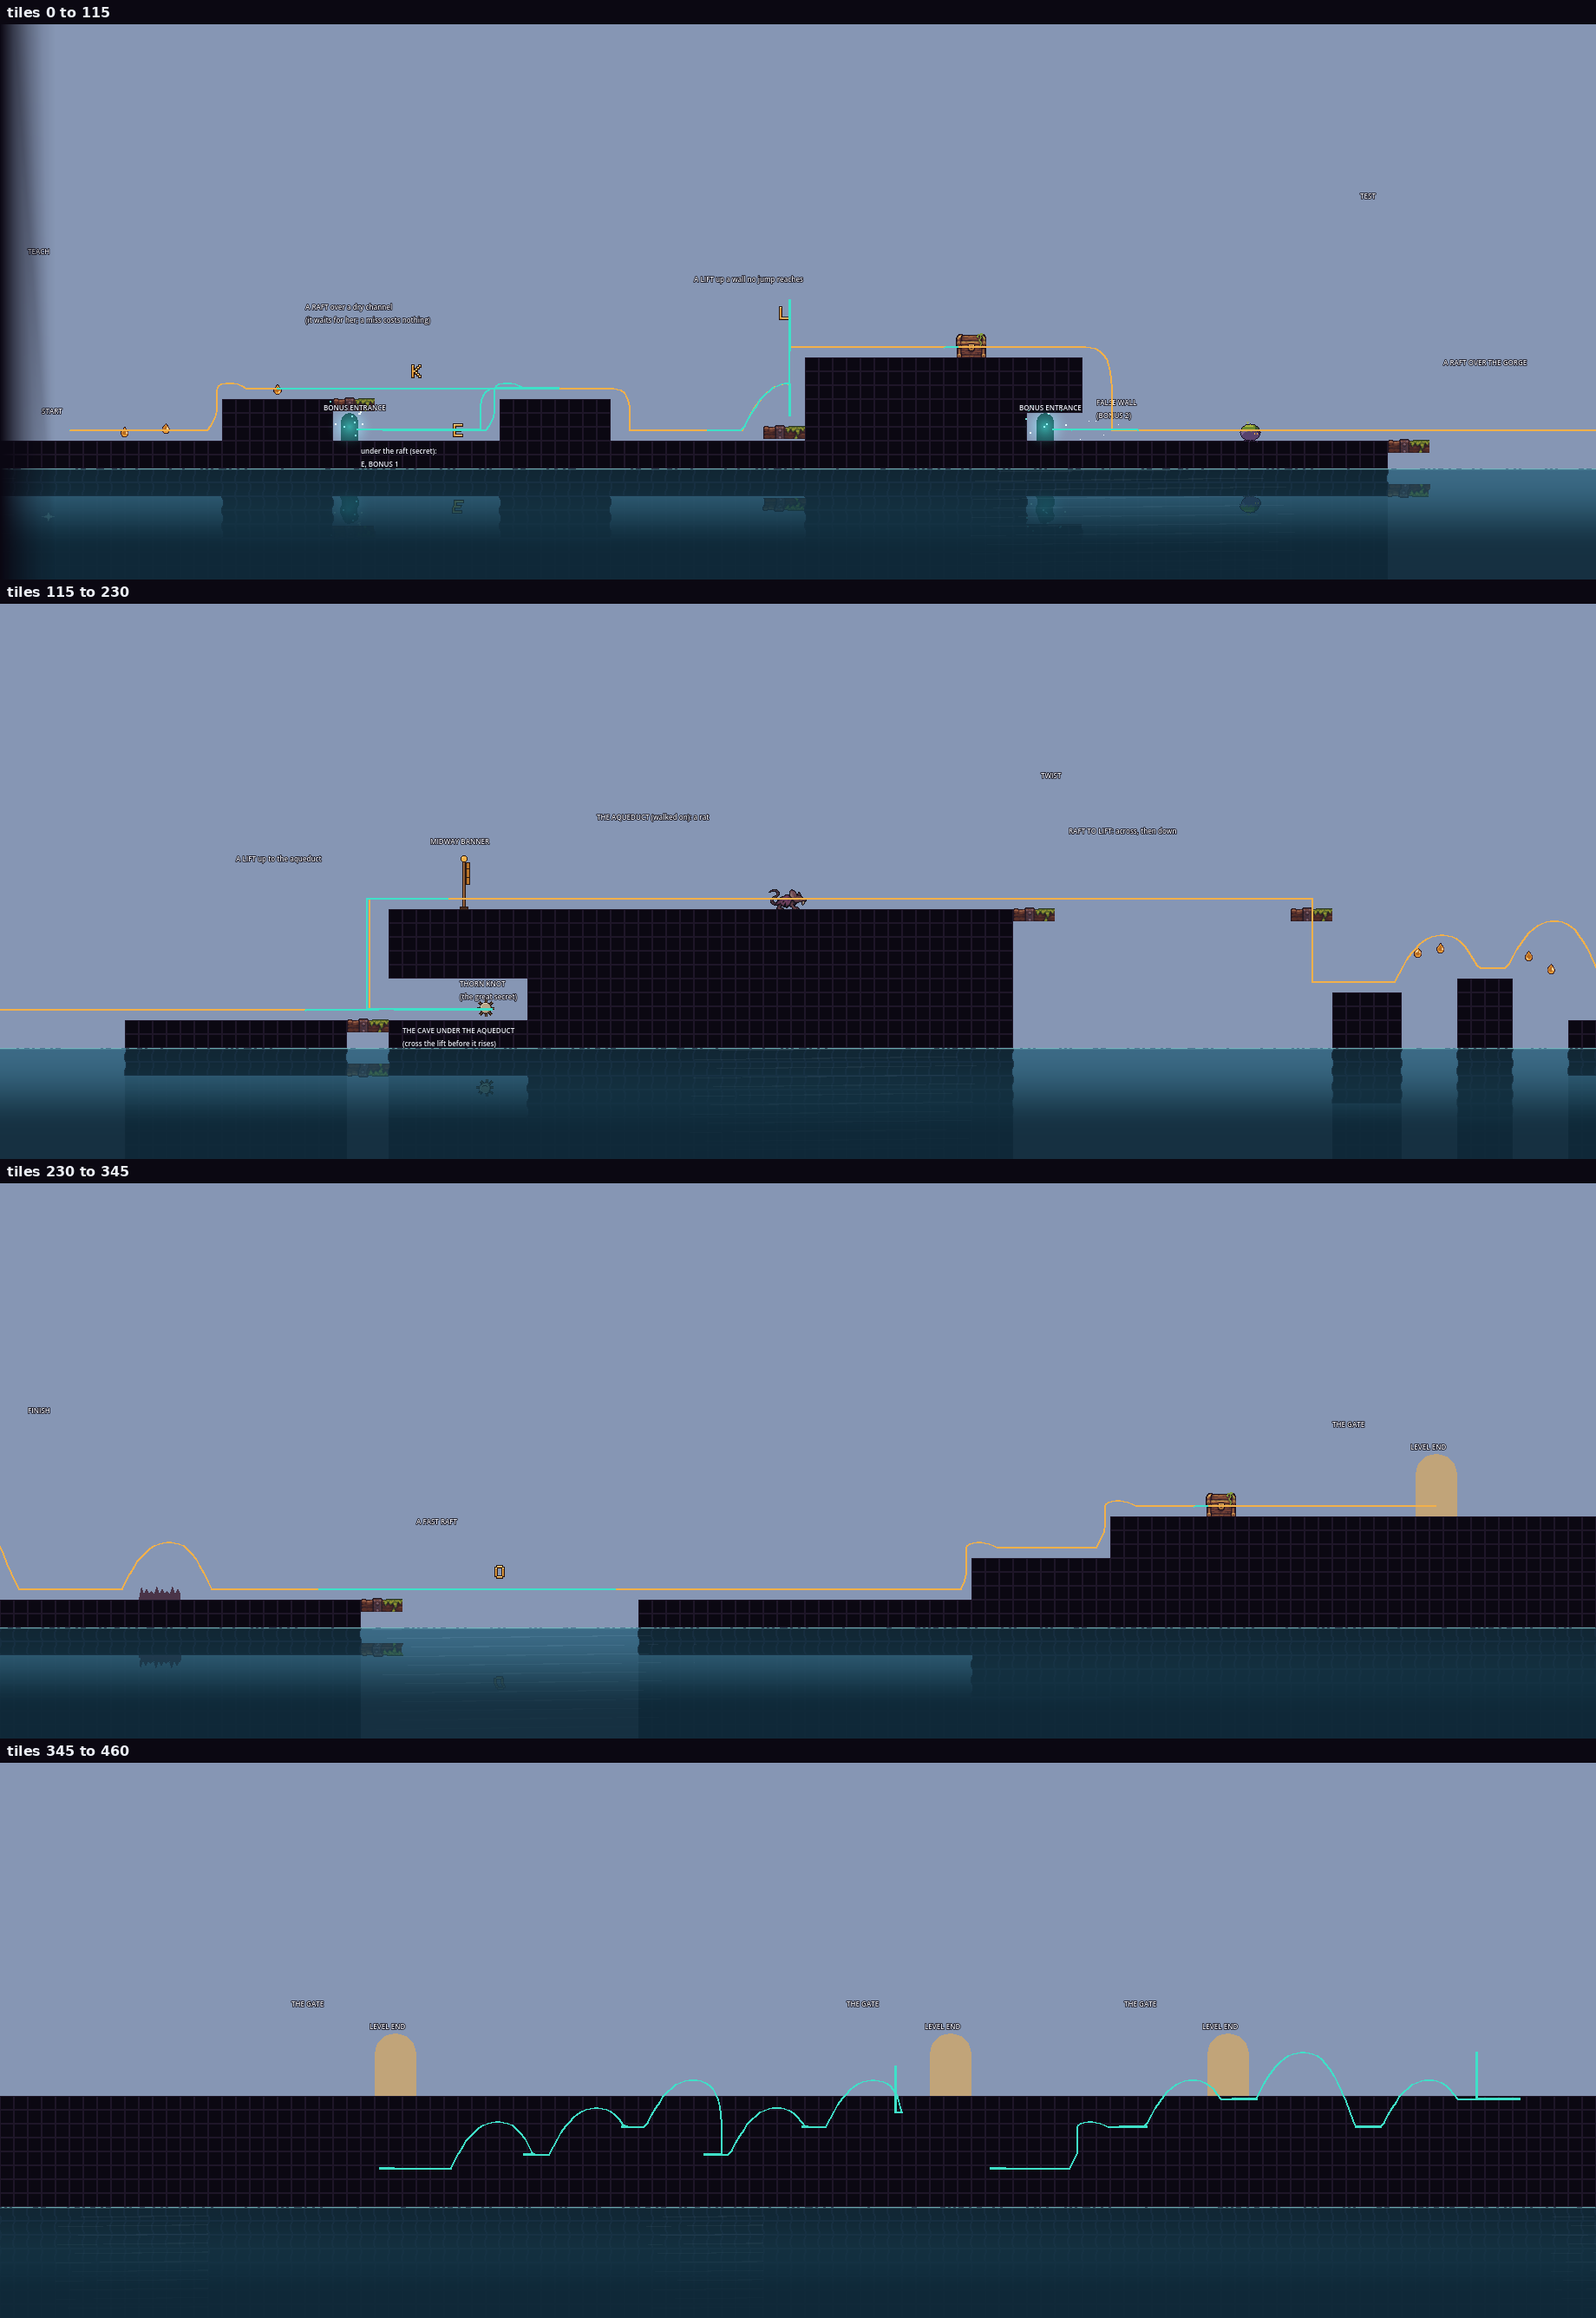 tiles 0 to 115
TEST
TEACH
A LIFT up a wall no jump reaches
A RAFT over a dry channel
(it waits for her; a miss costs nothing)
L
A RAFT OVER THE GORGE
K
START
BONUS ENTRANCE
BONUS ENTRANCE
FALSE WALL
(BONUS 2)
E
under the raft (secret):
E, BONUS 1
tiles 115 to 230
TWIST
THE AQUEDUCT (walked on): a rat
RAFT TO LIFT: across, then down
MIDWAY BANNER
A LIFT up to the aqueduct
THORN KNOT
(the great secret)
THE CAVE UNDER THE AQUEDUCT
(cross the lift before it rises)
tiles 230 to 345
FINISH
THE GATE
LEVEL END
A FAST RAFT
O
tiles 345 to 460
THE GATE
THE GATE
THE GATE
LEVEL END
LEVEL END
LEVEL END